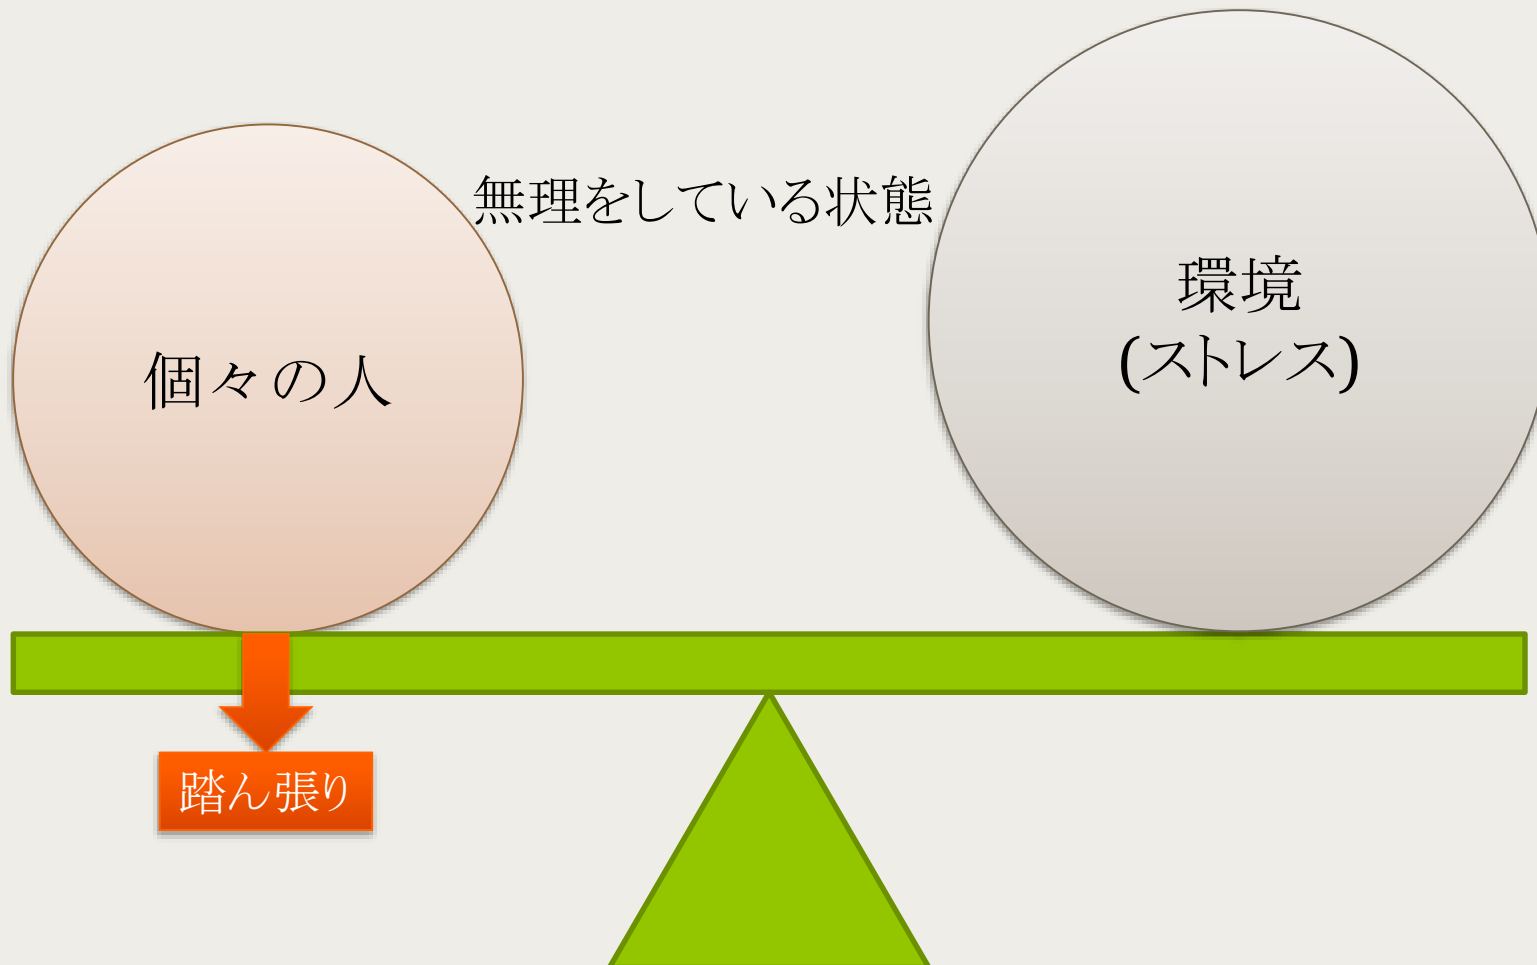 無理をしている状態
環境
(ストレス)
個々の人
踏ん張り